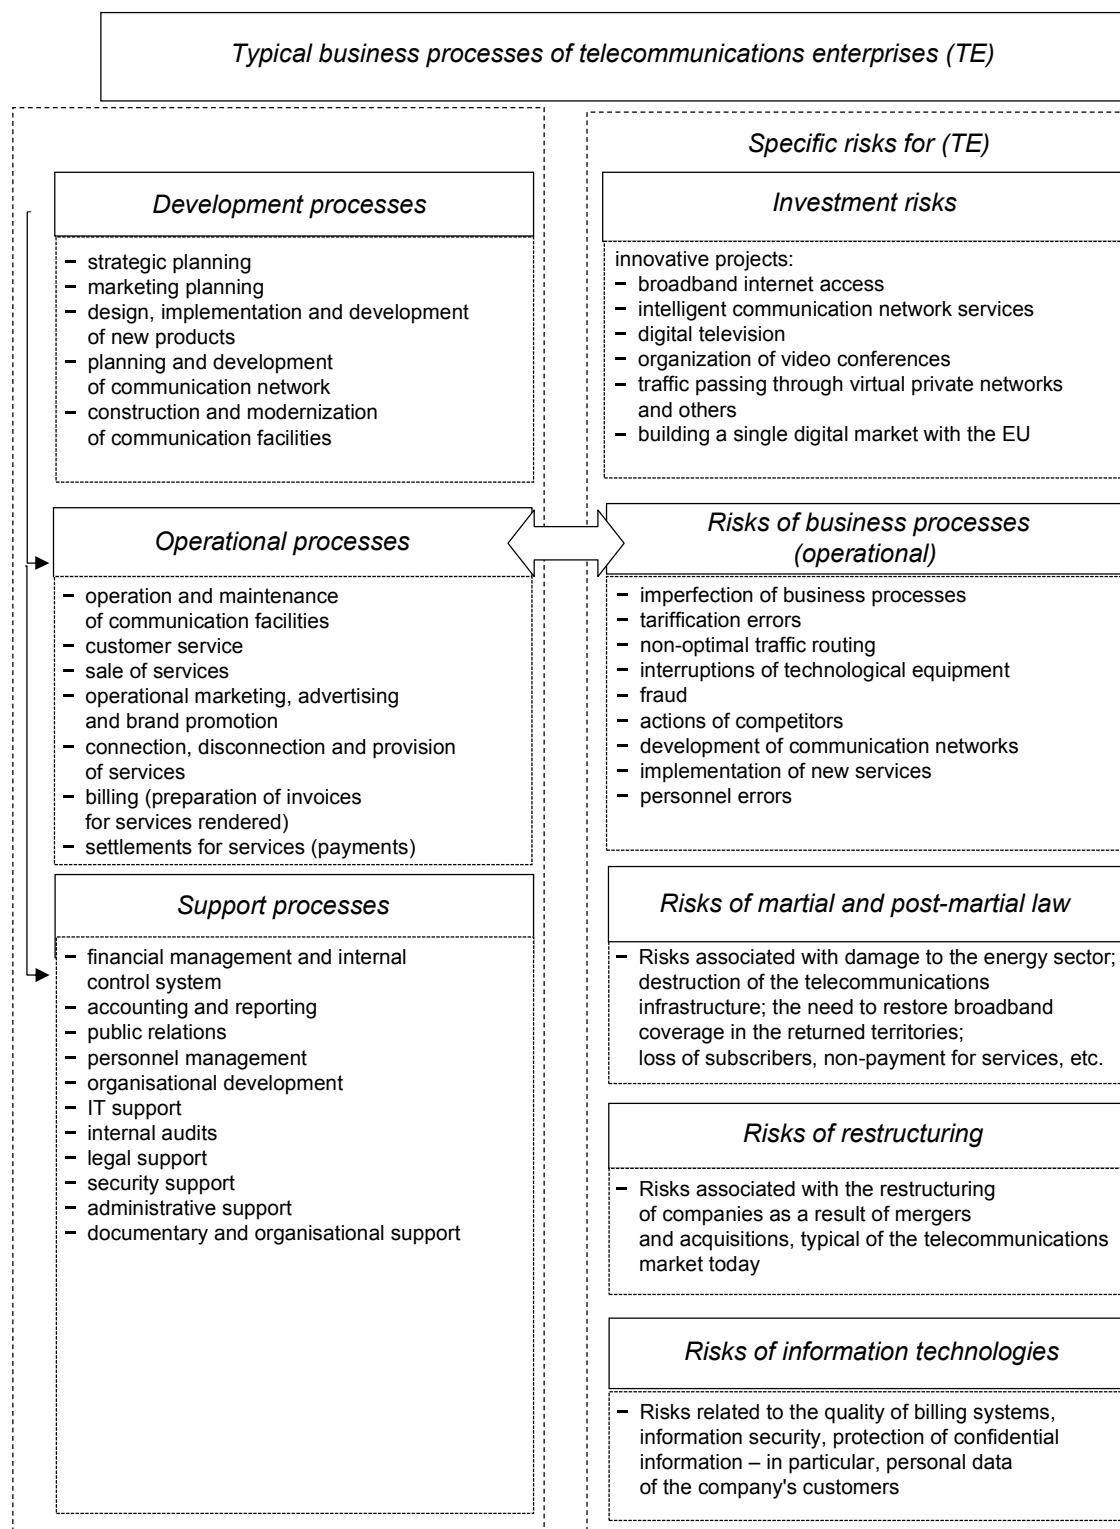 Typical business processes of telecommunications enterprises (TE)
Development processes
– strategic planning
– marketing planning
– design, implementation and development
of new products
– planning and development
of communication network
– construction and modernization
of communication facilities
Operational processes
– operation and maintenance
of communication facilities
– customer service
– sale of services
– operational marketing, advertising
and brand promotion
– connection, disconnection and provision
of services
– billing (preparation of invoices
for services rendered)
– settlements for services (payments)
Support processes
– financial management and internal
control system
– accounting and reporting
– public relations
– personnel management
– organisational development
– IT support
– internal audits
– legal support
– security support
– administrative support
– documentary and organisational support
Specific risks for (TE)
Investment risks
innovative projects:
– broadband internet access
– intelligent communication network services
– digital television
– organization of video conferences
– traffic passing through virtual private networks
and others
– building a single digital market with the EU
Risks of business processes
(operational)
– imperfection of business processes
– tariffication errors
– non-optimal traffic routing
– interruptions of technological equipment
– fraud
– actions of competitors
– development of communication networks
– implementation of new services
– personnel errors
Risks of martial and post-martial law
– Risks associated with damage to the energy sector;
destruction of the telecommunications
infrastructure; the need to restore broadband
coverage in the returned territories;
loss of subscribers, non-payment for services, etc.
Risks of restructuring
– Risks associated with the restructuring
of companies as a result of mergers
and acquisitions, typical of the telecommunications
market today
Risks of information technologies
– Risks related to the quality of billing systems,
information security, protection of confidential
information – in particular, personal data
of the company's customers